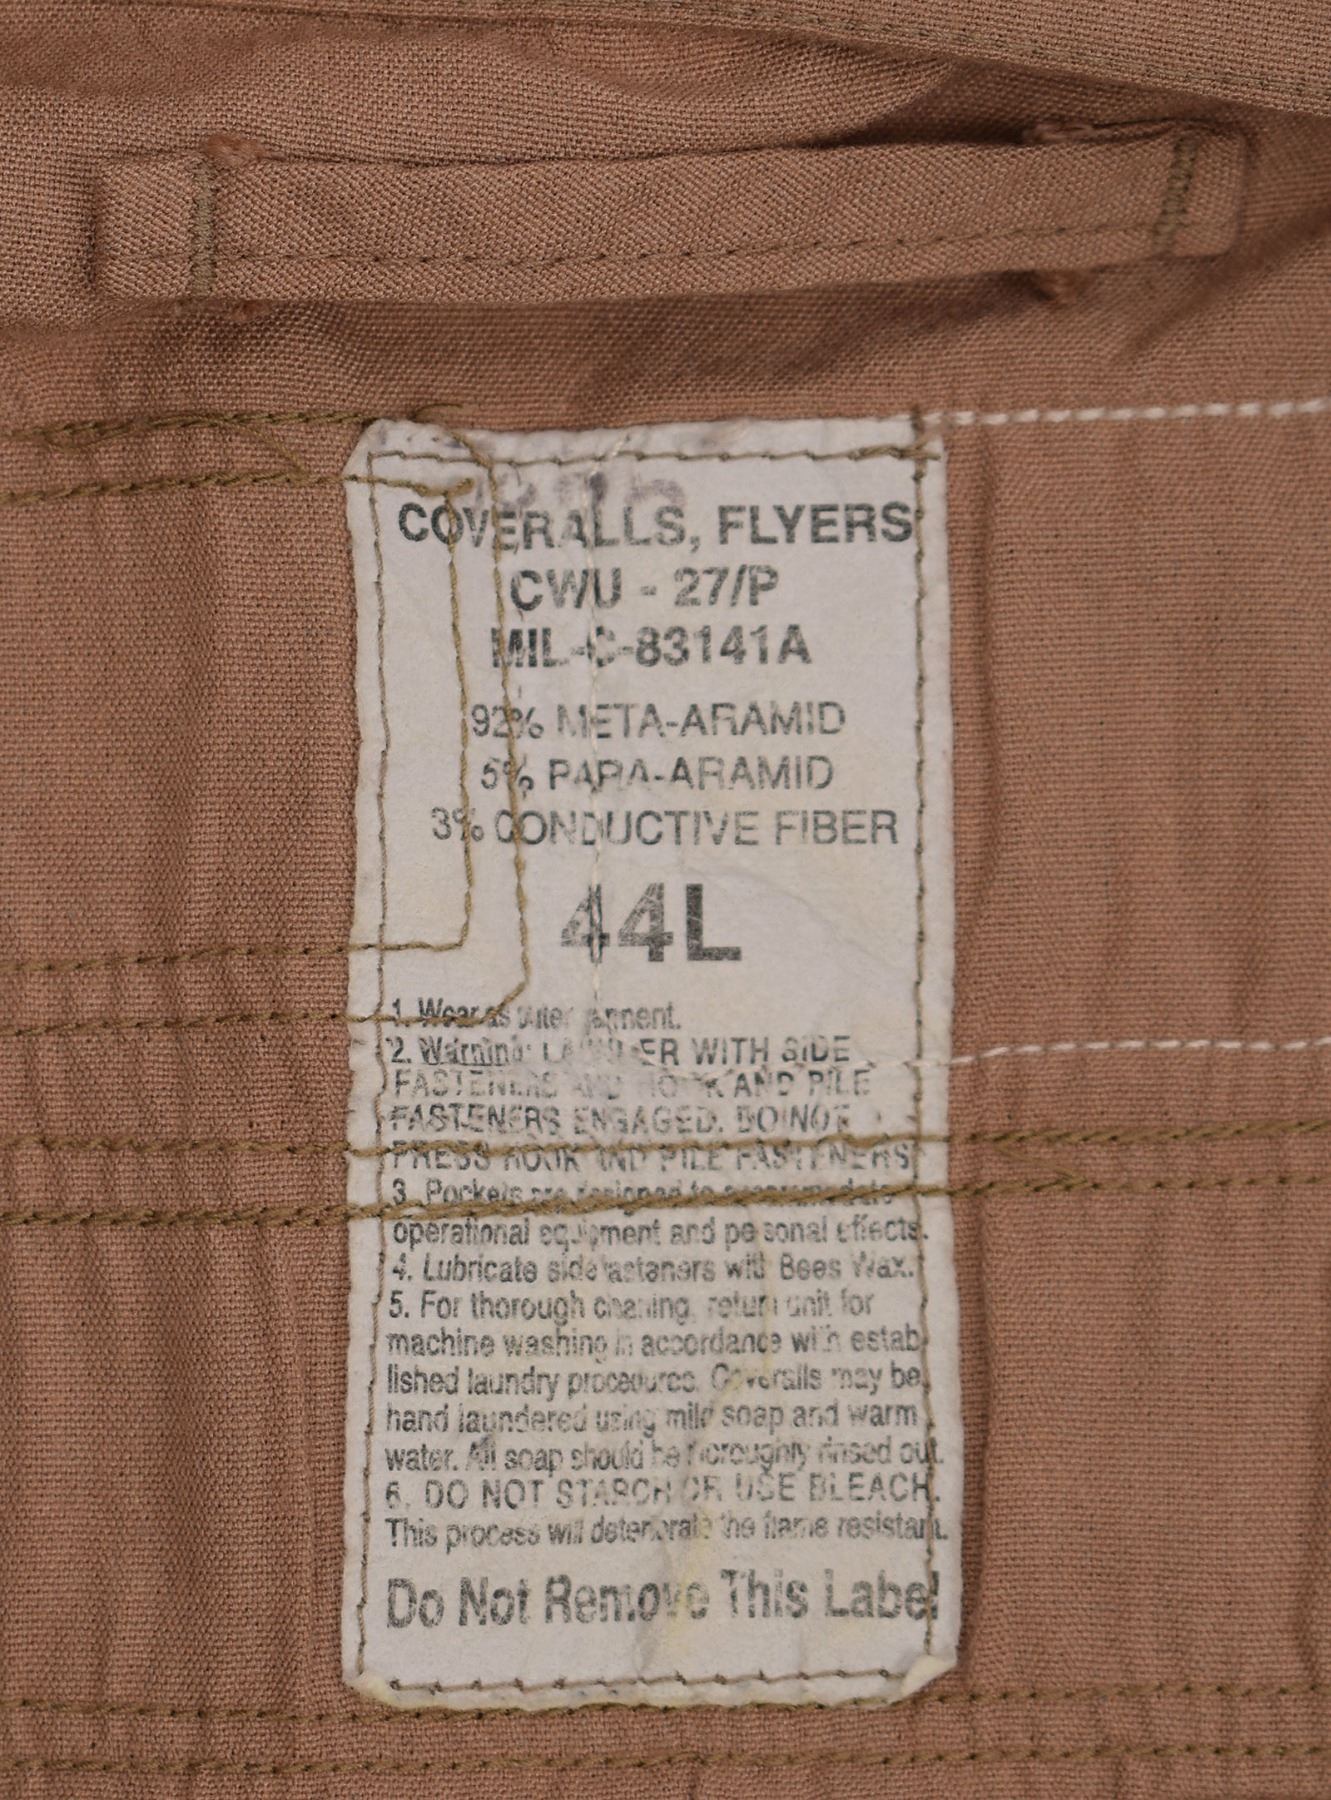 COVERALLS, FLYERS
CWU - 27/P
MIL-C-83141A
92% META-ARAMID
5% PARA-ARAMID
3% CONDUCTIVE FIBER
44L
1. Wear as outer garment.
2. Warning: LAUNDER WITH SIDE
FASTENERS AND HOOK AND PILE
FASTENERS ENGAGED. DO NOT
PRESS HOOK AND PILE FASTENERS
3. Pockets are designed to accommodate
operational equipment and personal effects.
4. Lubricate side fasteners with Bees Wax.
5. For thorough cleaning, return unit for
machine washing in accordance with estab
lished laundry procedures. Coveralls may be
hand laundered using mild soap and warm
water. All soap should be thoroughly rinsed out.
6. DO NOT STARCH OR USE BLEACH.
This process will deteriorate the flame resistant.
Do Not Remove This Label